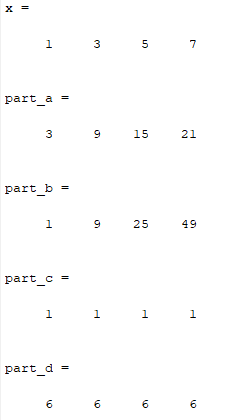 x =
1 3 5 7
part_a =
3 9 15 21
part_b =
1 9 25 49
part_c =
1 1 1 1
part_d =
6 6 6 6